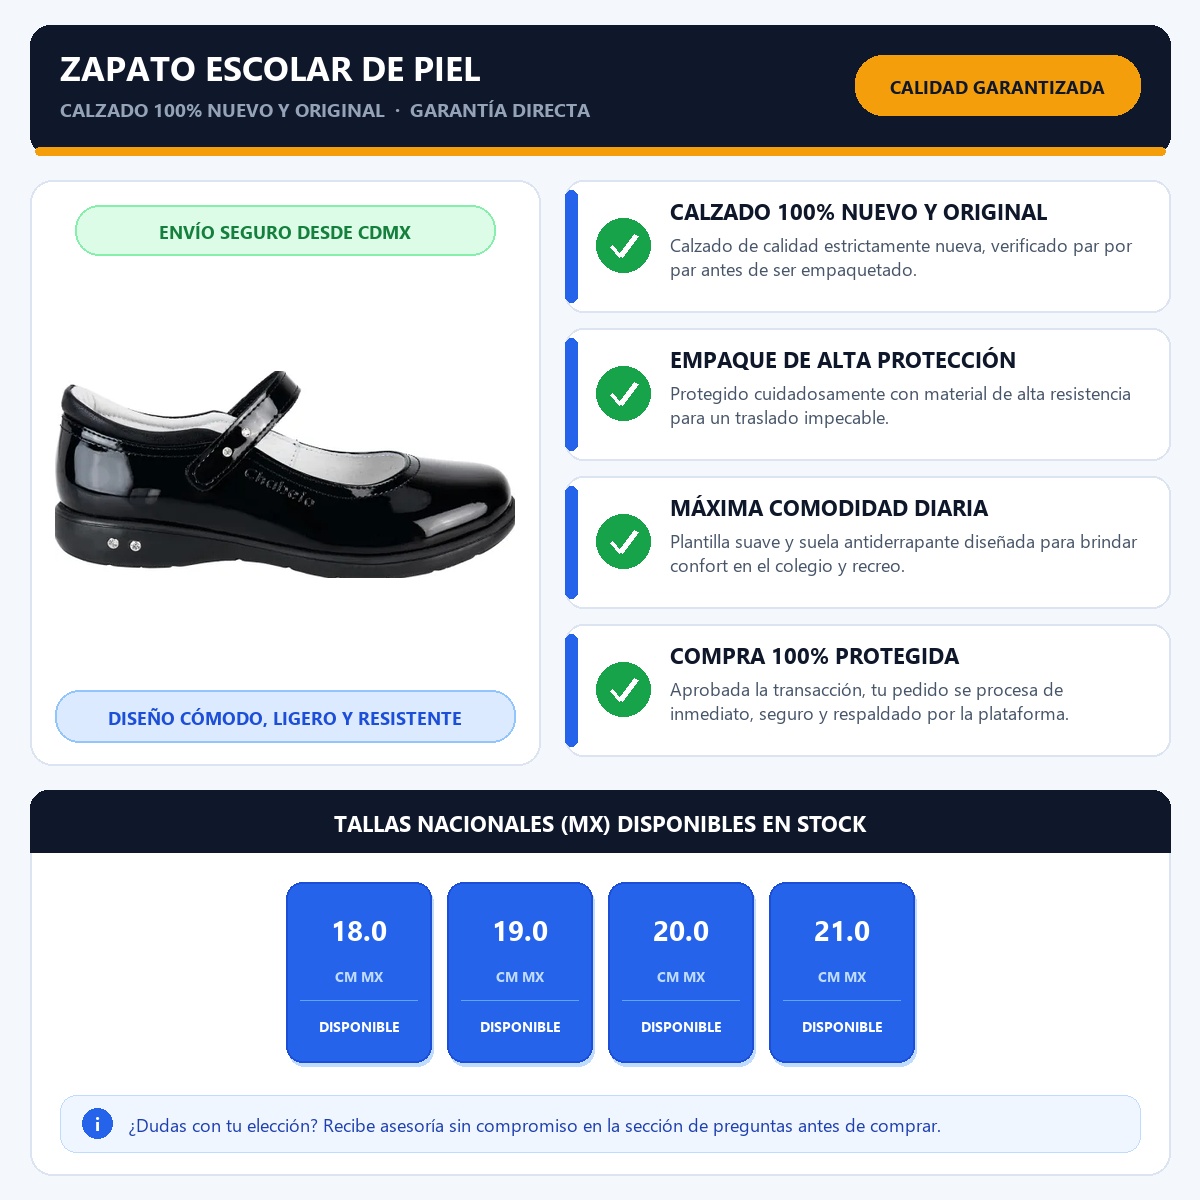 ZAPATO ESCOLAR DE PIEL
CALZADO 100% NUEVO Y ORIGINAL · GARANTÍA DIRECTA
CALIDAD GARANTIZADA
ENVÍO SEGURO DESDE CDMX
Chabelo
DISEÑO CÓMODO, LIGERO Y RESISTENTE
CALZADO 100% NUEVO Y ORIGINAL
Calzado de calidad estrictamente nueva, verificado par por
par antes de ser empaquetado.
EMPAQUE DE ALTA PROTECCIÓN
Protegido cuidadosamente con material de alta resistencia
para un traslado impecable.
MÁXIMA COMODIDAD DIARIA
Plantilla suave y suela antiderrapante diseñada para brindar
confort en el colegio y recreo.
COMPRA 100% PROTEGIDA
Aprobada la transacción, tu pedido se procesa de
inmediato, seguro y respaldado por la plataforma.
TALLAS NACIONALES (MX) DISPONIBLES EN STOCK
18.0
CM MX
DISPONIBLE
19.0
CM MX
DISPONIBLE
20.0
CM MX
DISPONIBLE
21.0
CM MX
DISPONIBLE
¿Dudas con tu elección? Recibe asesoría sin compromiso en la sección de preguntas antes de comprar.